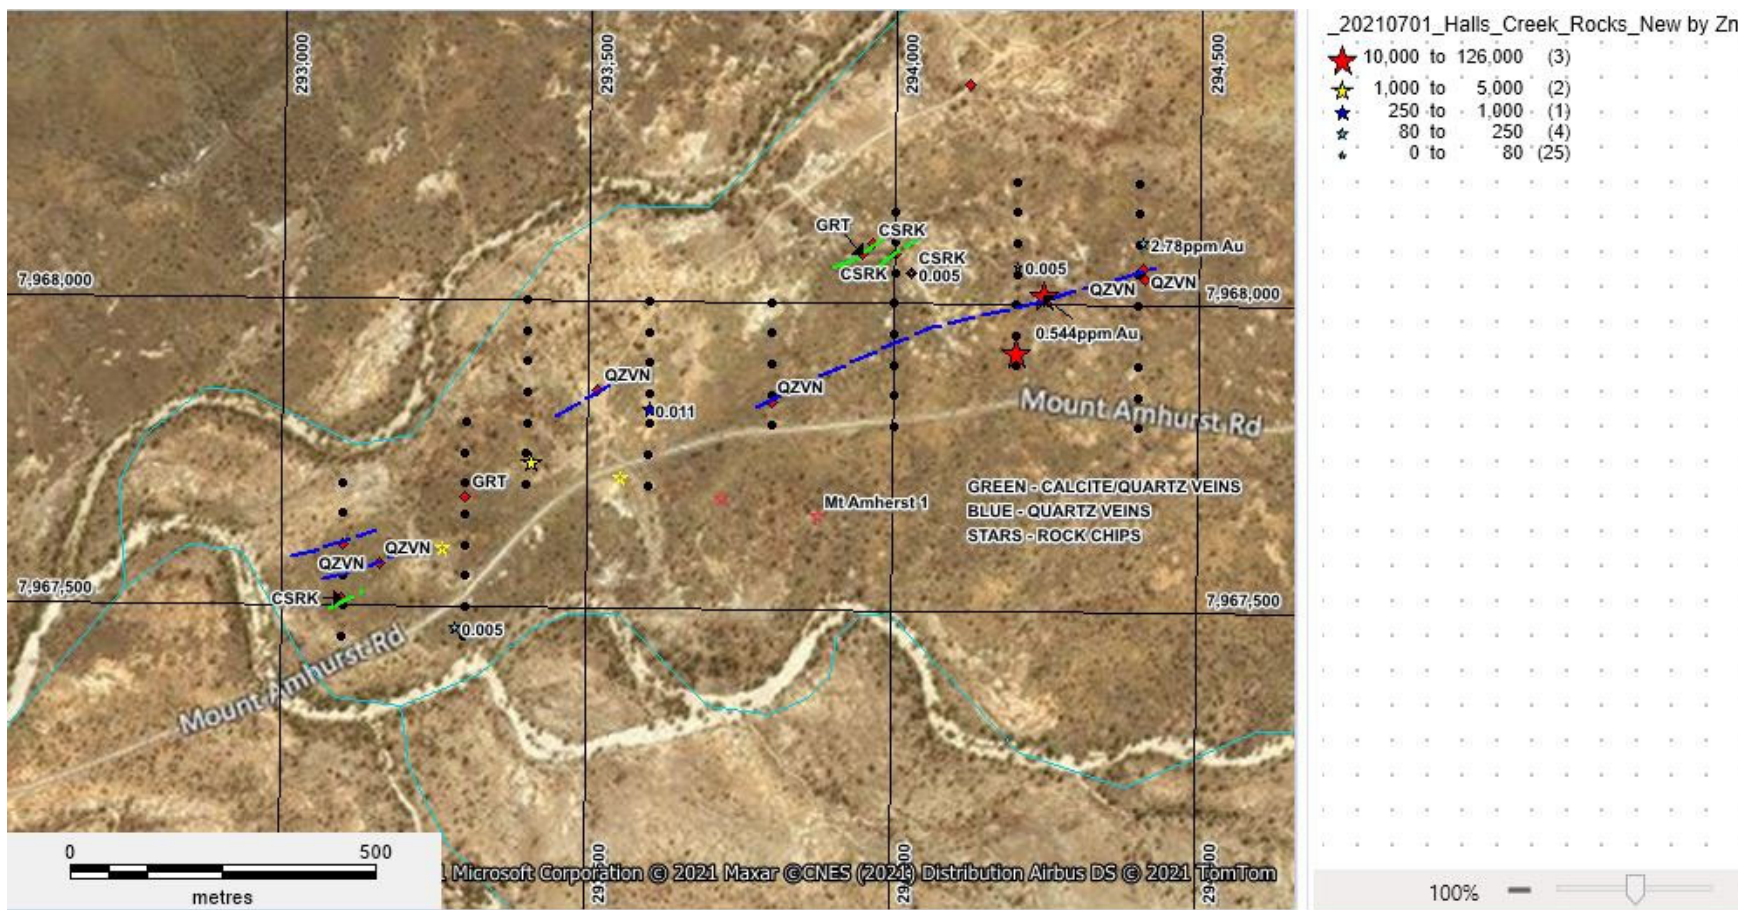 _20210701_Halls_Creek_Rocks_New by Zn
10,000 to 126,000 (3)
1,000 to 5,000 (2)
250 to 1,000 (1)
80 to 250 (4)
0 to 80 (25)
293,000
293,500
294,000
294,500
GRT
CSRK
2.78ppm Au
CSRK
CSRK
0.005
0.005
QZVN
QZVN
7,968,000
7,968,000
0.544ppm Au
QZVN
QZVN
0.011
Mount Amhurst Rd
GRT
GREEN - CALCITE/QUARTZ VEINS
Mt Amherst 1
BLUE - QUARTZ VEINS
STARS - ROCK CHIPS
QZVN
QZVN
7,967,500
CSRK
7,967,500
0.005
Mount Amhurst Rd
0 500
metres
Microsoft Corporation © 2021 Maxar ©CNES (2021) Distribution Airbus DS © 2021 TomTom
100%